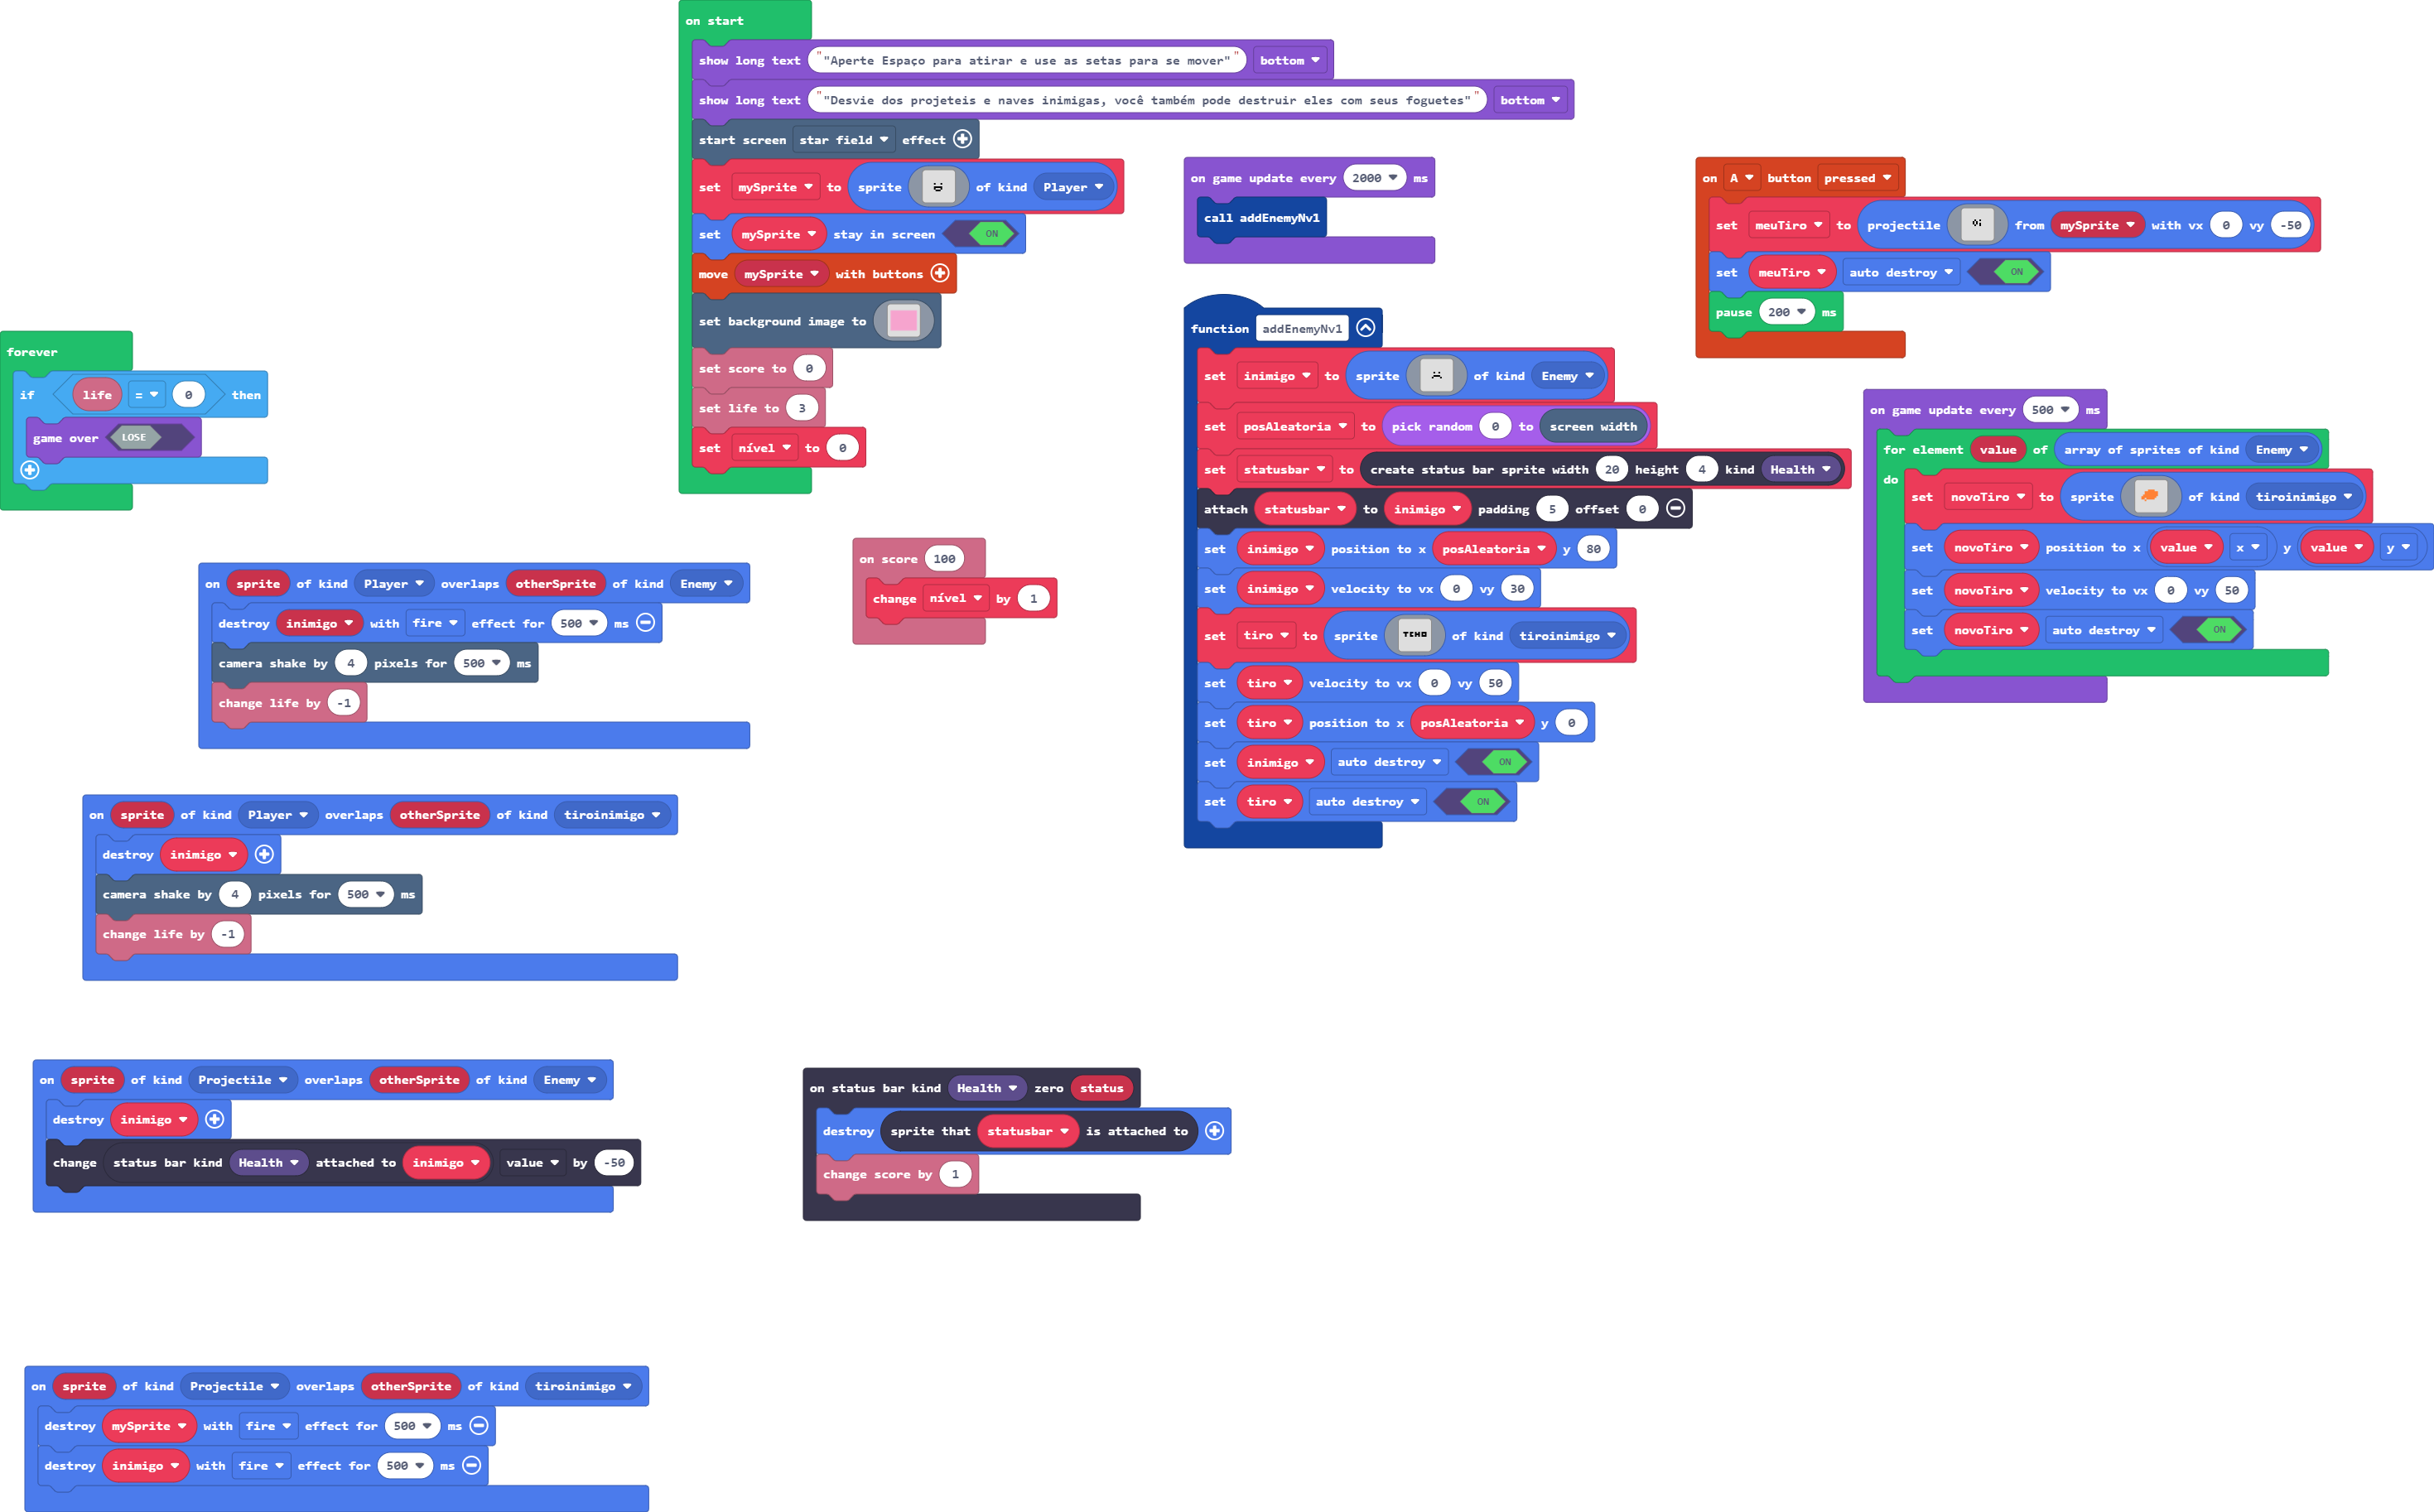 on start
show long text ""Aperte Espaço para atirar e use as setas para se mover"" bottom
show long text ""Desvie dos projeteis e naves inimigas, você também pode destruir eles com seus foguetes"" bottom
start screen star field effect
set mySprite to sprite of kind Player
set mySprite stay in screen ON
move mySprite with buttons
set background image to
set score to 0
set life to 3
set nível to 0
on game update every 2000 ms
call addEnemyNv1
on A button pressed
set meuTiro to projectile from mySprite with vx 0 vy -50
set meuTiro auto destroy ON
pause 200 ms
forever
if life = 0 then
game over LOSE
function addEnemyNv1
set inimigo to sprite of kind Enemy
set posAleatoria to pick random 0 to screen width
set statusbar to create status bar sprite width 20 height 4 kind Health
attach statusbar to inimigo padding 5 offset 0
set inimigo position to x posAleatoria y 80
set inimigo velocity to vx 0 vy 30
set tiro to sprite of kind tiroinimigo
set tiro velocity to vx 0 vy 50
set tiro position to x posAleatoria y 0
set inimigo auto destroy ON
set tiro auto destroy ON
on game update every 500 ms
for element value of array of sprites of kind Enemy
do
set novoTiro to sprite of kind tiroinimigo
set novoTiro position to x value x y value y
set novoTiro velocity to vx 0 vy 50
set novoTiro auto destroy ON
on score 100
change nível by 1
on sprite of kind Player overlaps otherSprite of kind Enemy
destroy inimigo with fire effect for 500 ms
camera shake by 4 pixels for 500 ms
change life by -1
on sprite of kind Player overlaps otherSprite of kind tiroinimigo
destroy inimigo
camera shake by 4 pixels for 500 ms
change life by -1
on sprite of kind Projectile overlaps otherSprite of kind Enemy
destroy inimigo
change status bar kind Health attached to inimigo value by -50
on status bar kind Health zero status
destroy sprite that statusbar is attached to
change score by 1
on sprite of kind Projectile overlaps otherSprite of kind tiroinimigo
destroy mySprite with fire effect for 500 ms
destroy inimigo with fire effect for 500 ms